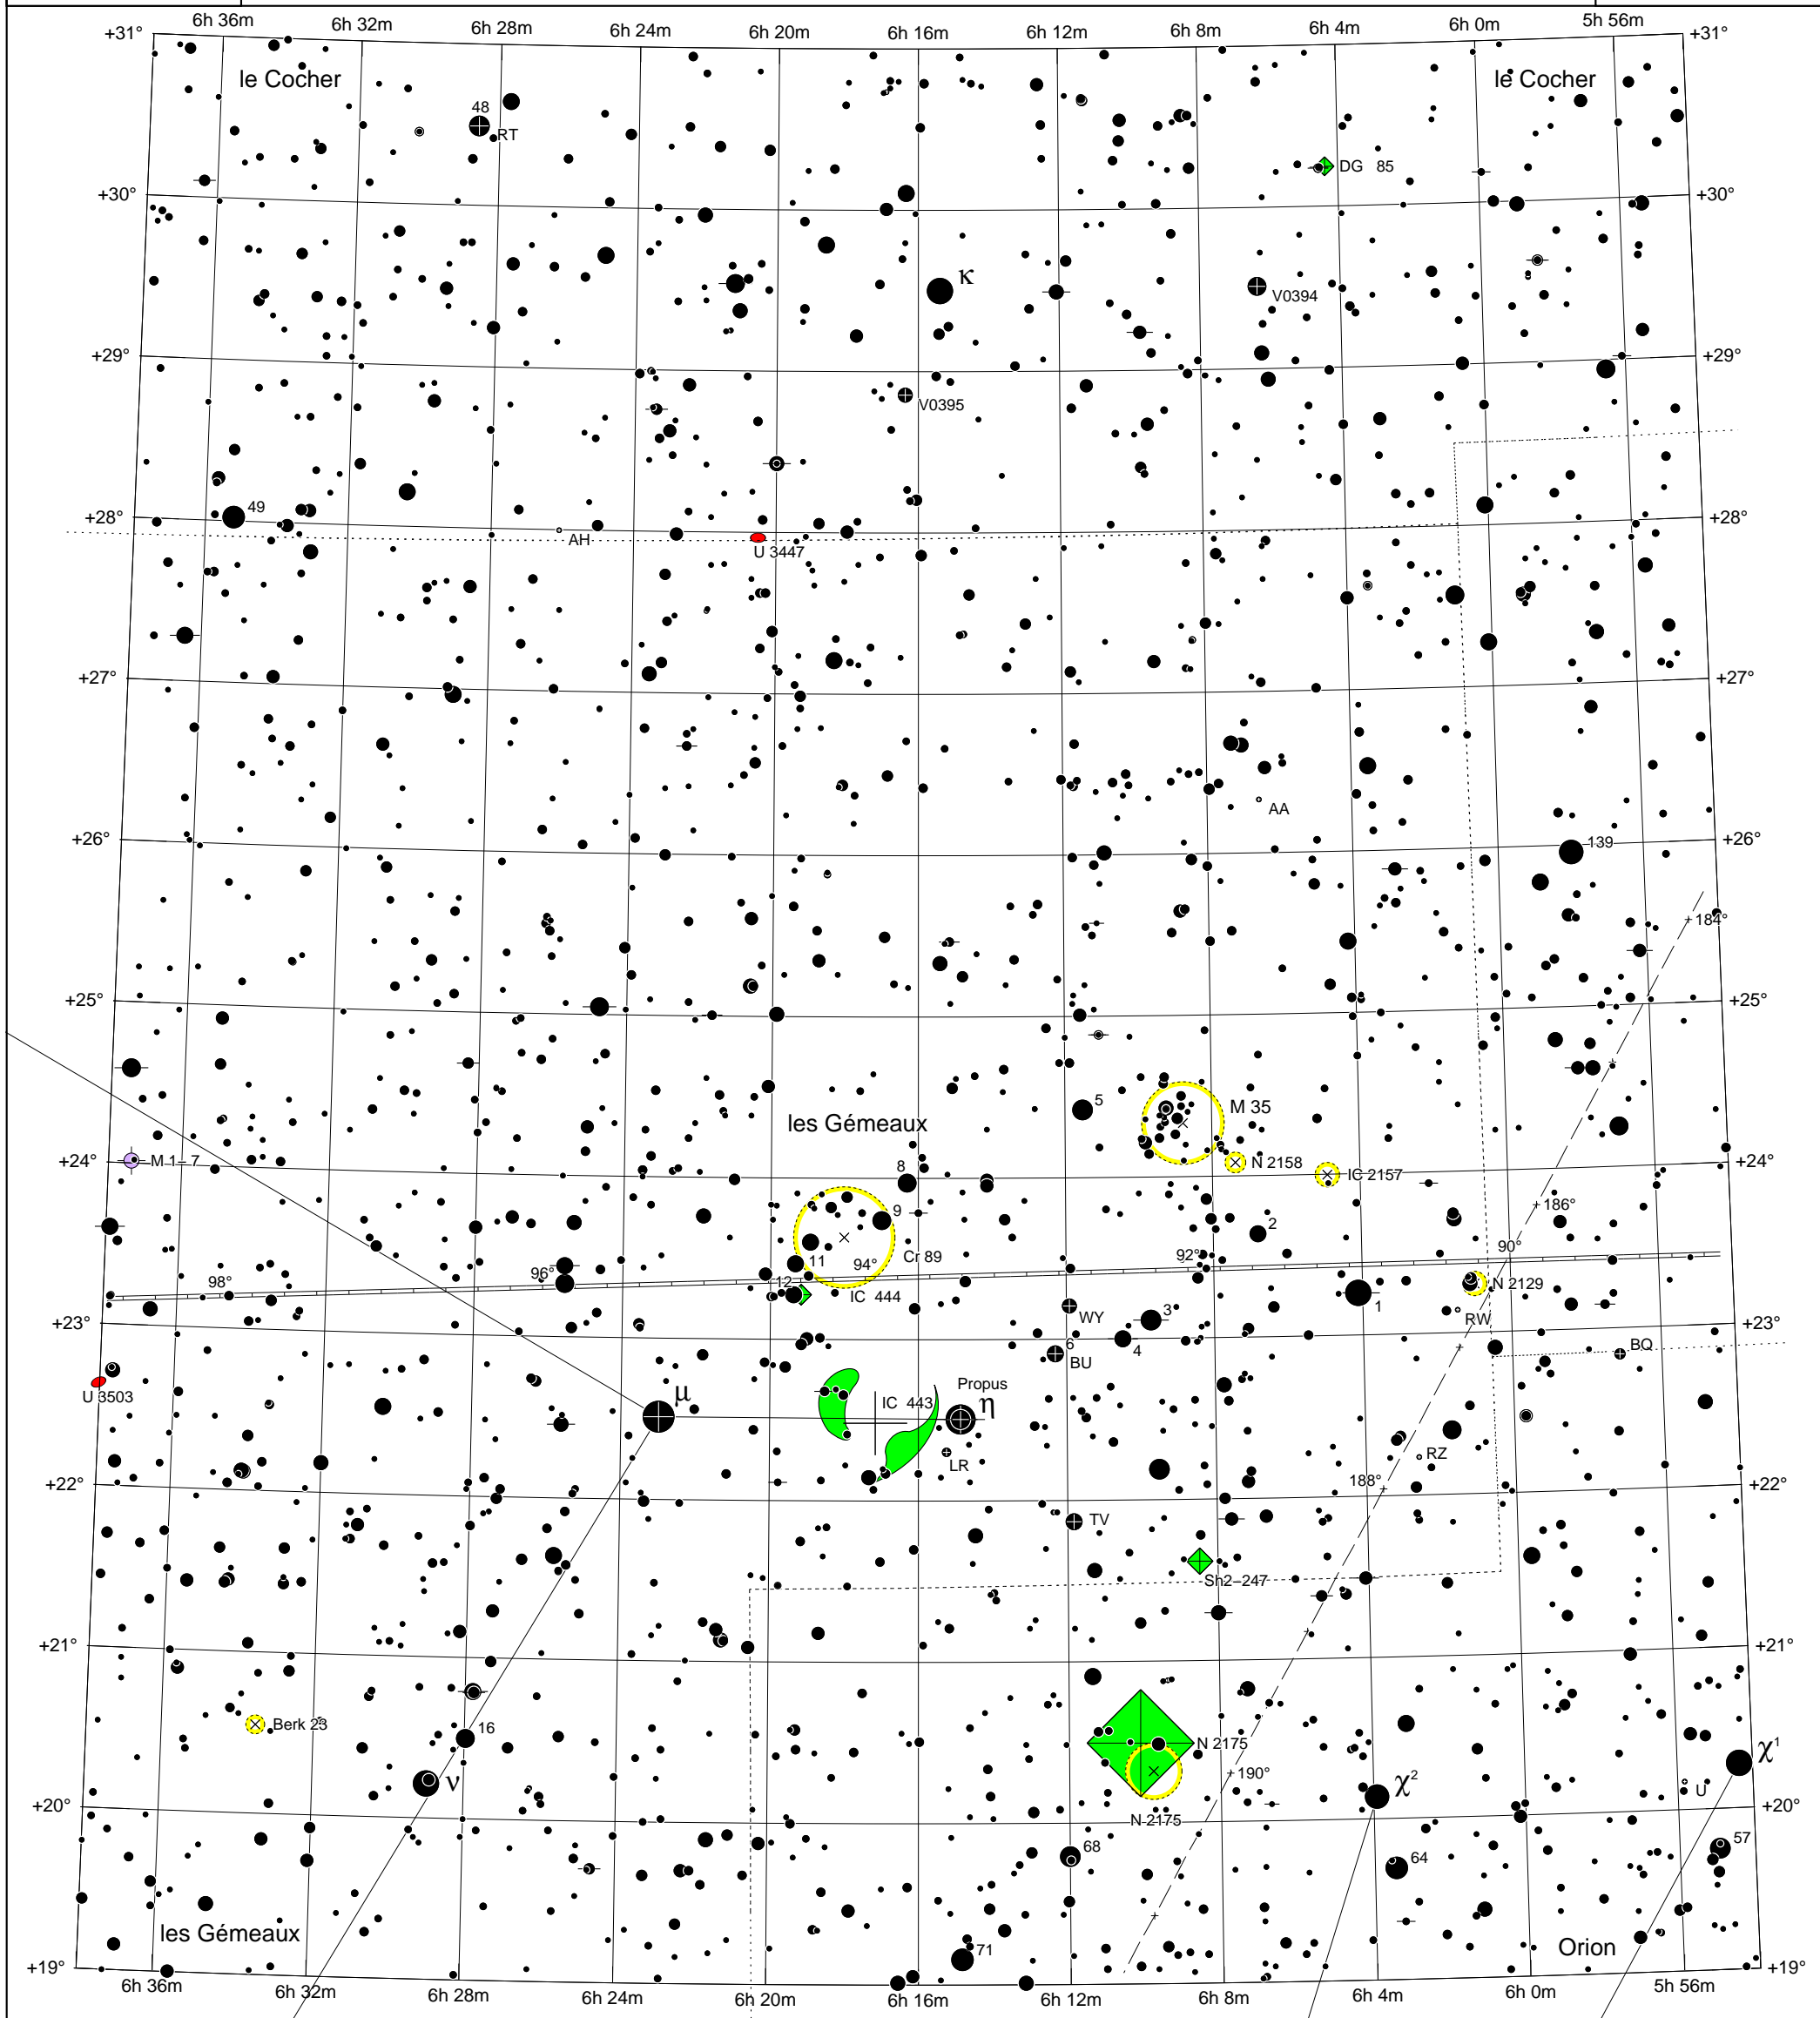 6h 36m 6h 32m 6h 28m 6h 24m 6h 20m 6h 16m 6h 12m 6h 8m 6h 4m 6h 0m 5h 56m
+31° +31°
le Cocher le Cocher
48
RT
DG 85
+30° +30°
κ
V0394
+29° +29°
V0395
49
+28° +28°
AH
U 3447
+27° +27°
AA
+26° 139 +26°
184°
+25° +25°
5 M 35
les Gémeaux
M 1-7 N 2158 +24°
+24° 8 IC 2157
186°
9 2
11 94° Cr 89 92° 90°
98° 96° 12 IC 444 N 2129
WY 3 1 RW
+23° 6 4 +23°
BU BQ
U 3503 μ Propus
IC 443 η
LR RZ
+22° 188° +22°
TV
Sh2-247
+21° +21°
Berk 23 16 N 2175 χ1
ν 190° χ2 U
+20° N 2175 +20°
68 64 57
les Gémeaux 71 Orion
+19° +19°
6h 36m 6h 32m 6h 28m 6h 24m 6h 20m 6h 16m 6h 12m 6h 8m 6h 4m 6h 0m 5h 56m